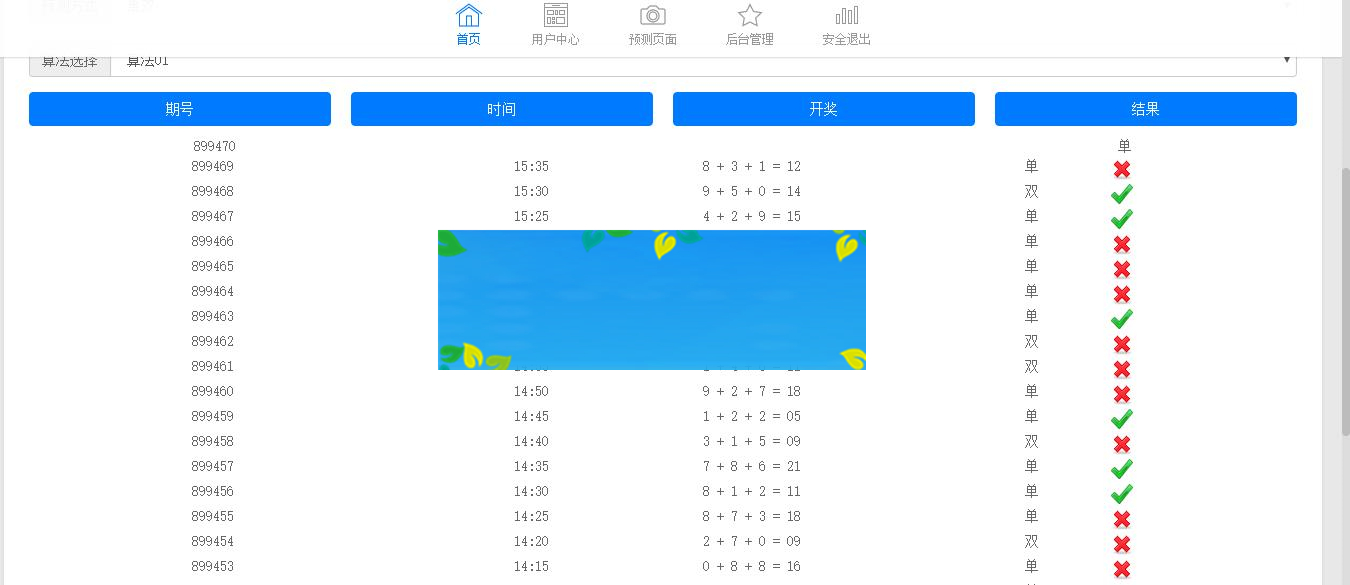 首页 用户中心 预测页面 后台管理 安全退出
算法选择 算法01
期号 时间 开奖 结果
899470 单
899469 15:35 8 + 3 + 1 = 12 单
899468 15:30 9 + 5 + 0 = 14 双
899467 15:25 4 + 2 + 9 = 15 单
899466 单
899465 单
899464 单
899463 单
899462 双
899461 双
899460 14:50 9 + 2 + 7 = 18 单
899459 14:45 1 + 2 + 2 = 05 单
899458 14:40 3 + 1 + 5 = 09 双
899457 14:35 7 + 8 + 6 = 21 单
899456 14:30 8 + 1 + 2 = 11 单
899455 14:25 8 + 7 + 3 = 18 单
899454 14:20 2 + 7 + 0 = 09 双
899453 14:15 0 + 8 + 8 = 16 单